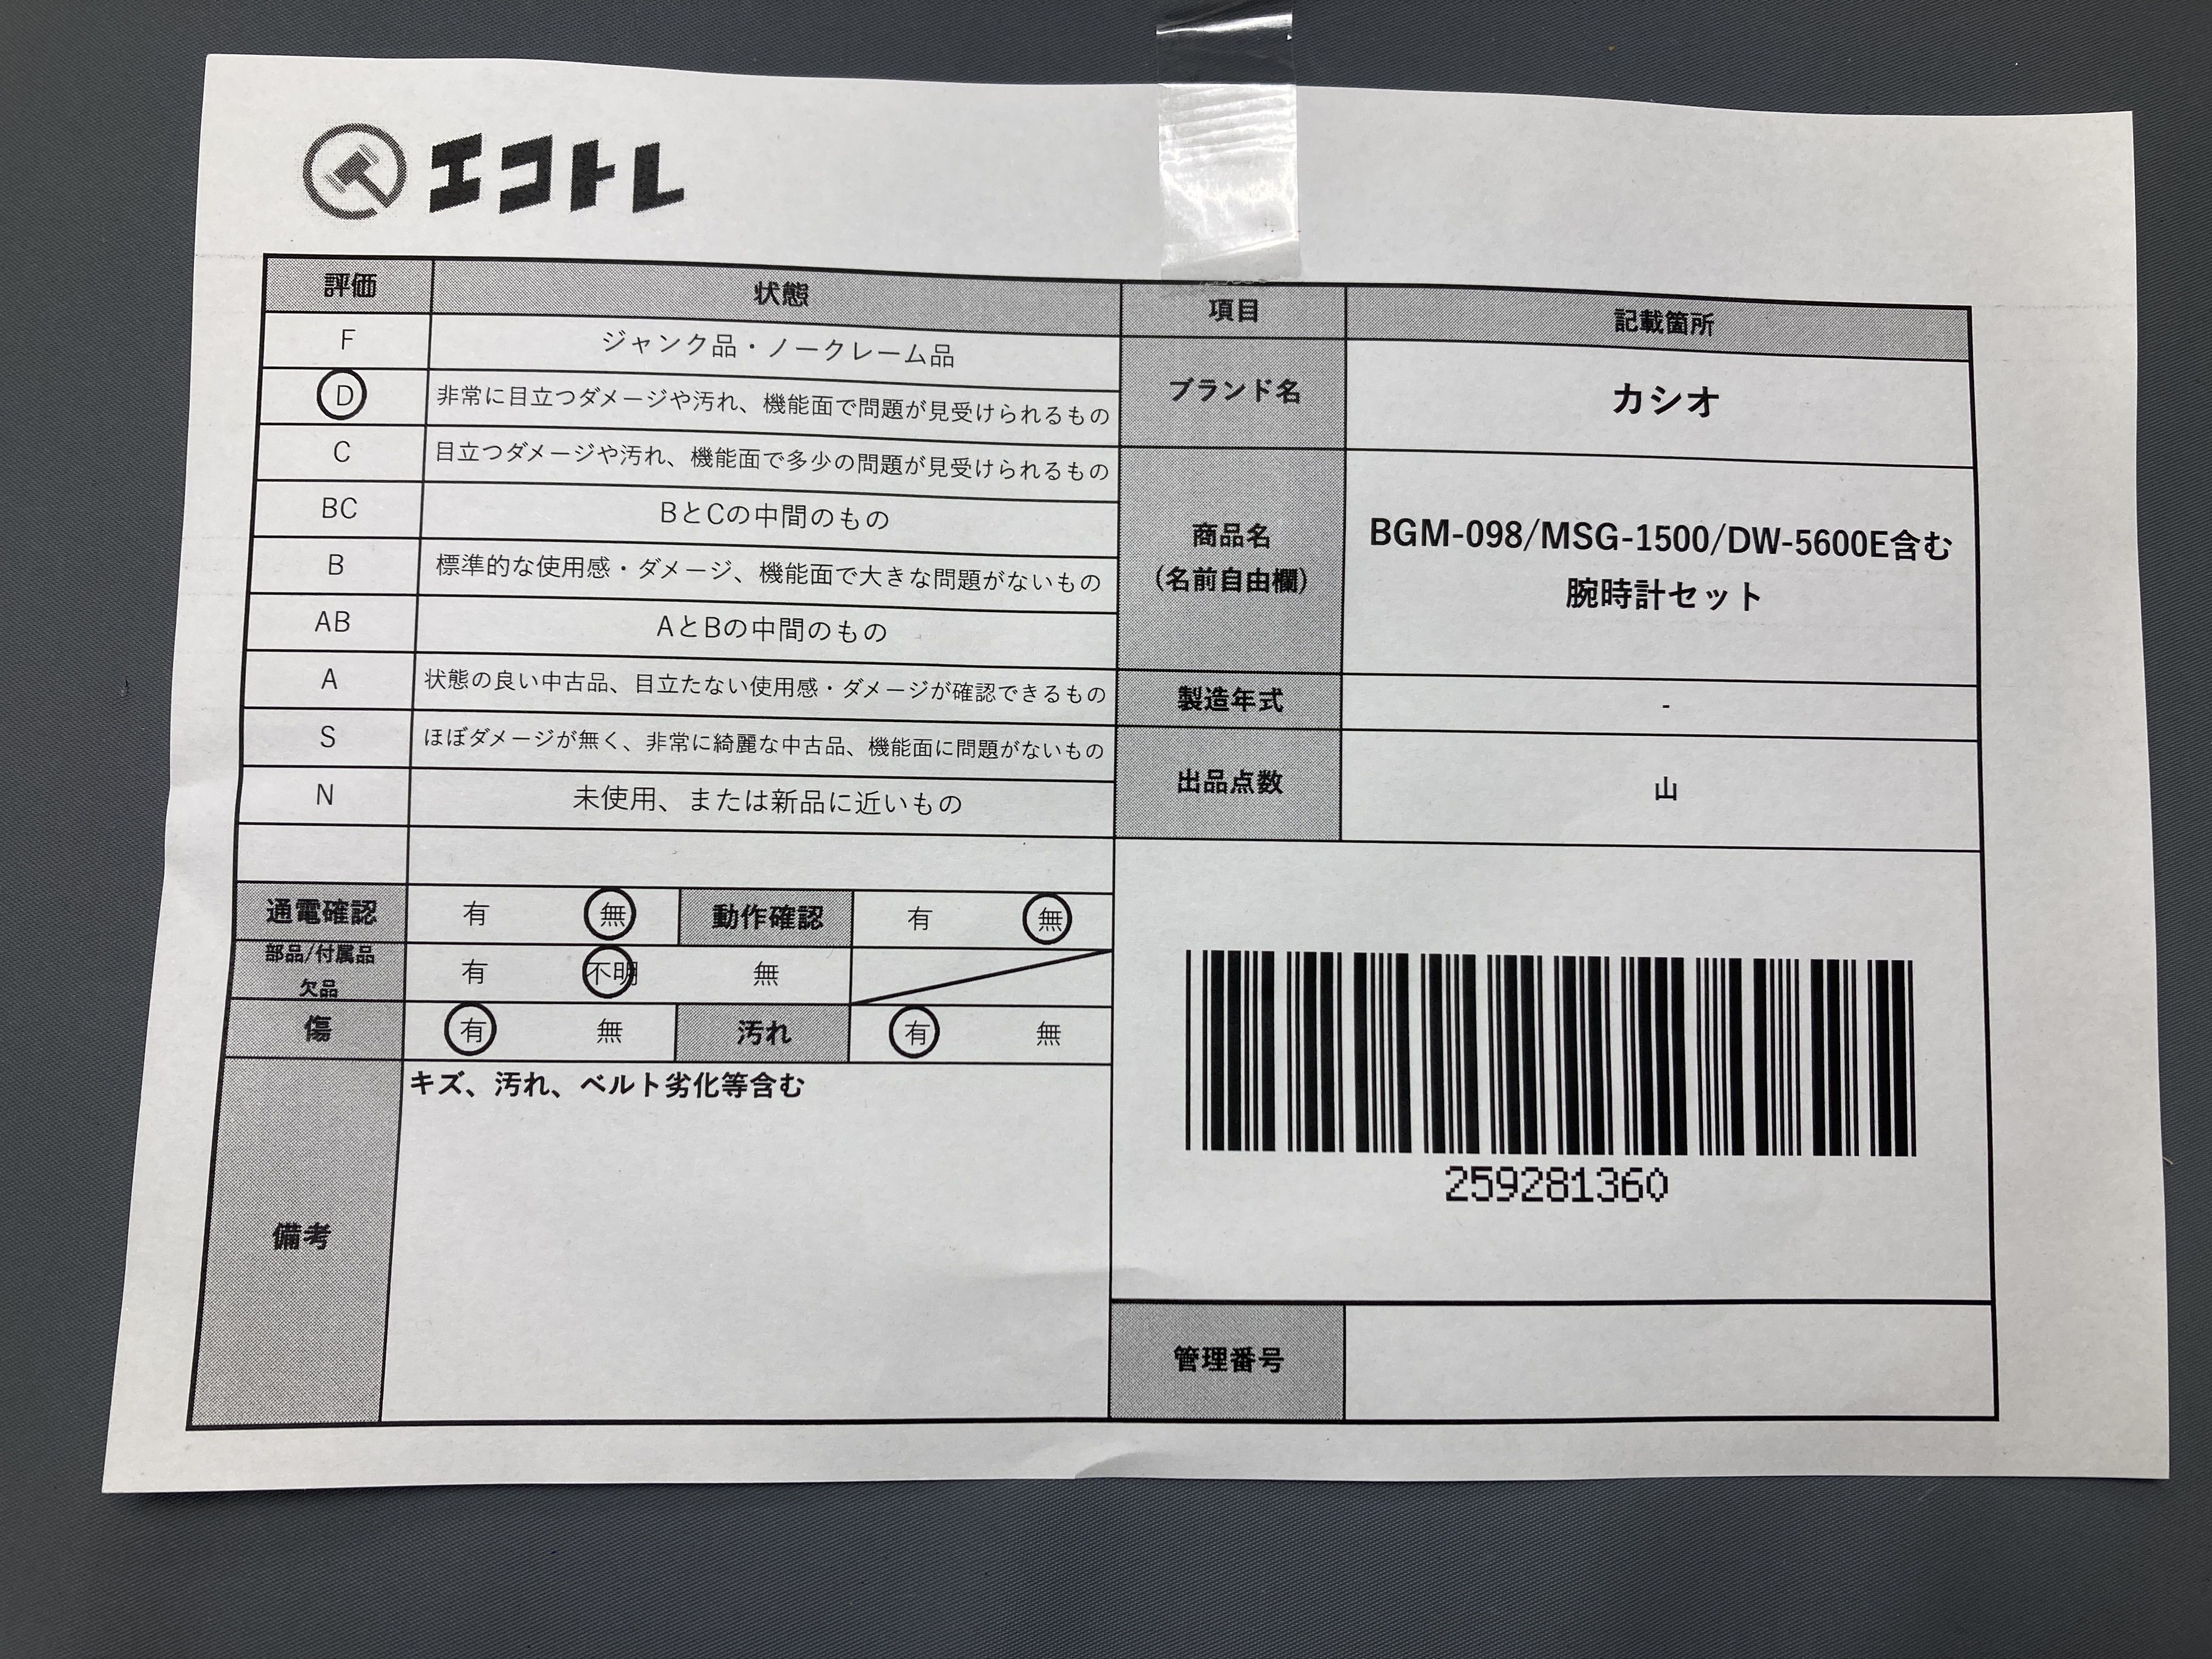 エコトレ
評価 状態 項目 記載箇所
F ジャンク品・ノークレーム品
D 非常に目立つダメージや汚れ、機能面で問題が見受けられるもの
ブランド名 カシオ
C 目立つダメージや汚れ、機能面で多少の問題が見受けられるもの
BC BとCの中間のもの
商品名
(名前自由欄)
BGM-098/MSG-1500/DW-5600E含む
腕時計セット
B 標準的な使用感・ダメージ、機能面で大きな問題がないもの
AB AとBの中間のもの
A 状態の良い中古品、目立たない使用感・ダメージが確認できるもの
製造年式 -
S ほぼダメージが無く、非常に綺麗な中古品、機能面に問題がないもの
出品点数 山
N 未使用、または新品に近いもの
通電確認 有 無 動作確認 有 無
部品/付属品
欠品
有 不明 無
傷 有 無 汚れ 有 無
備考
キズ、汚れ、ベルト劣化等含む
259281360
管理番号